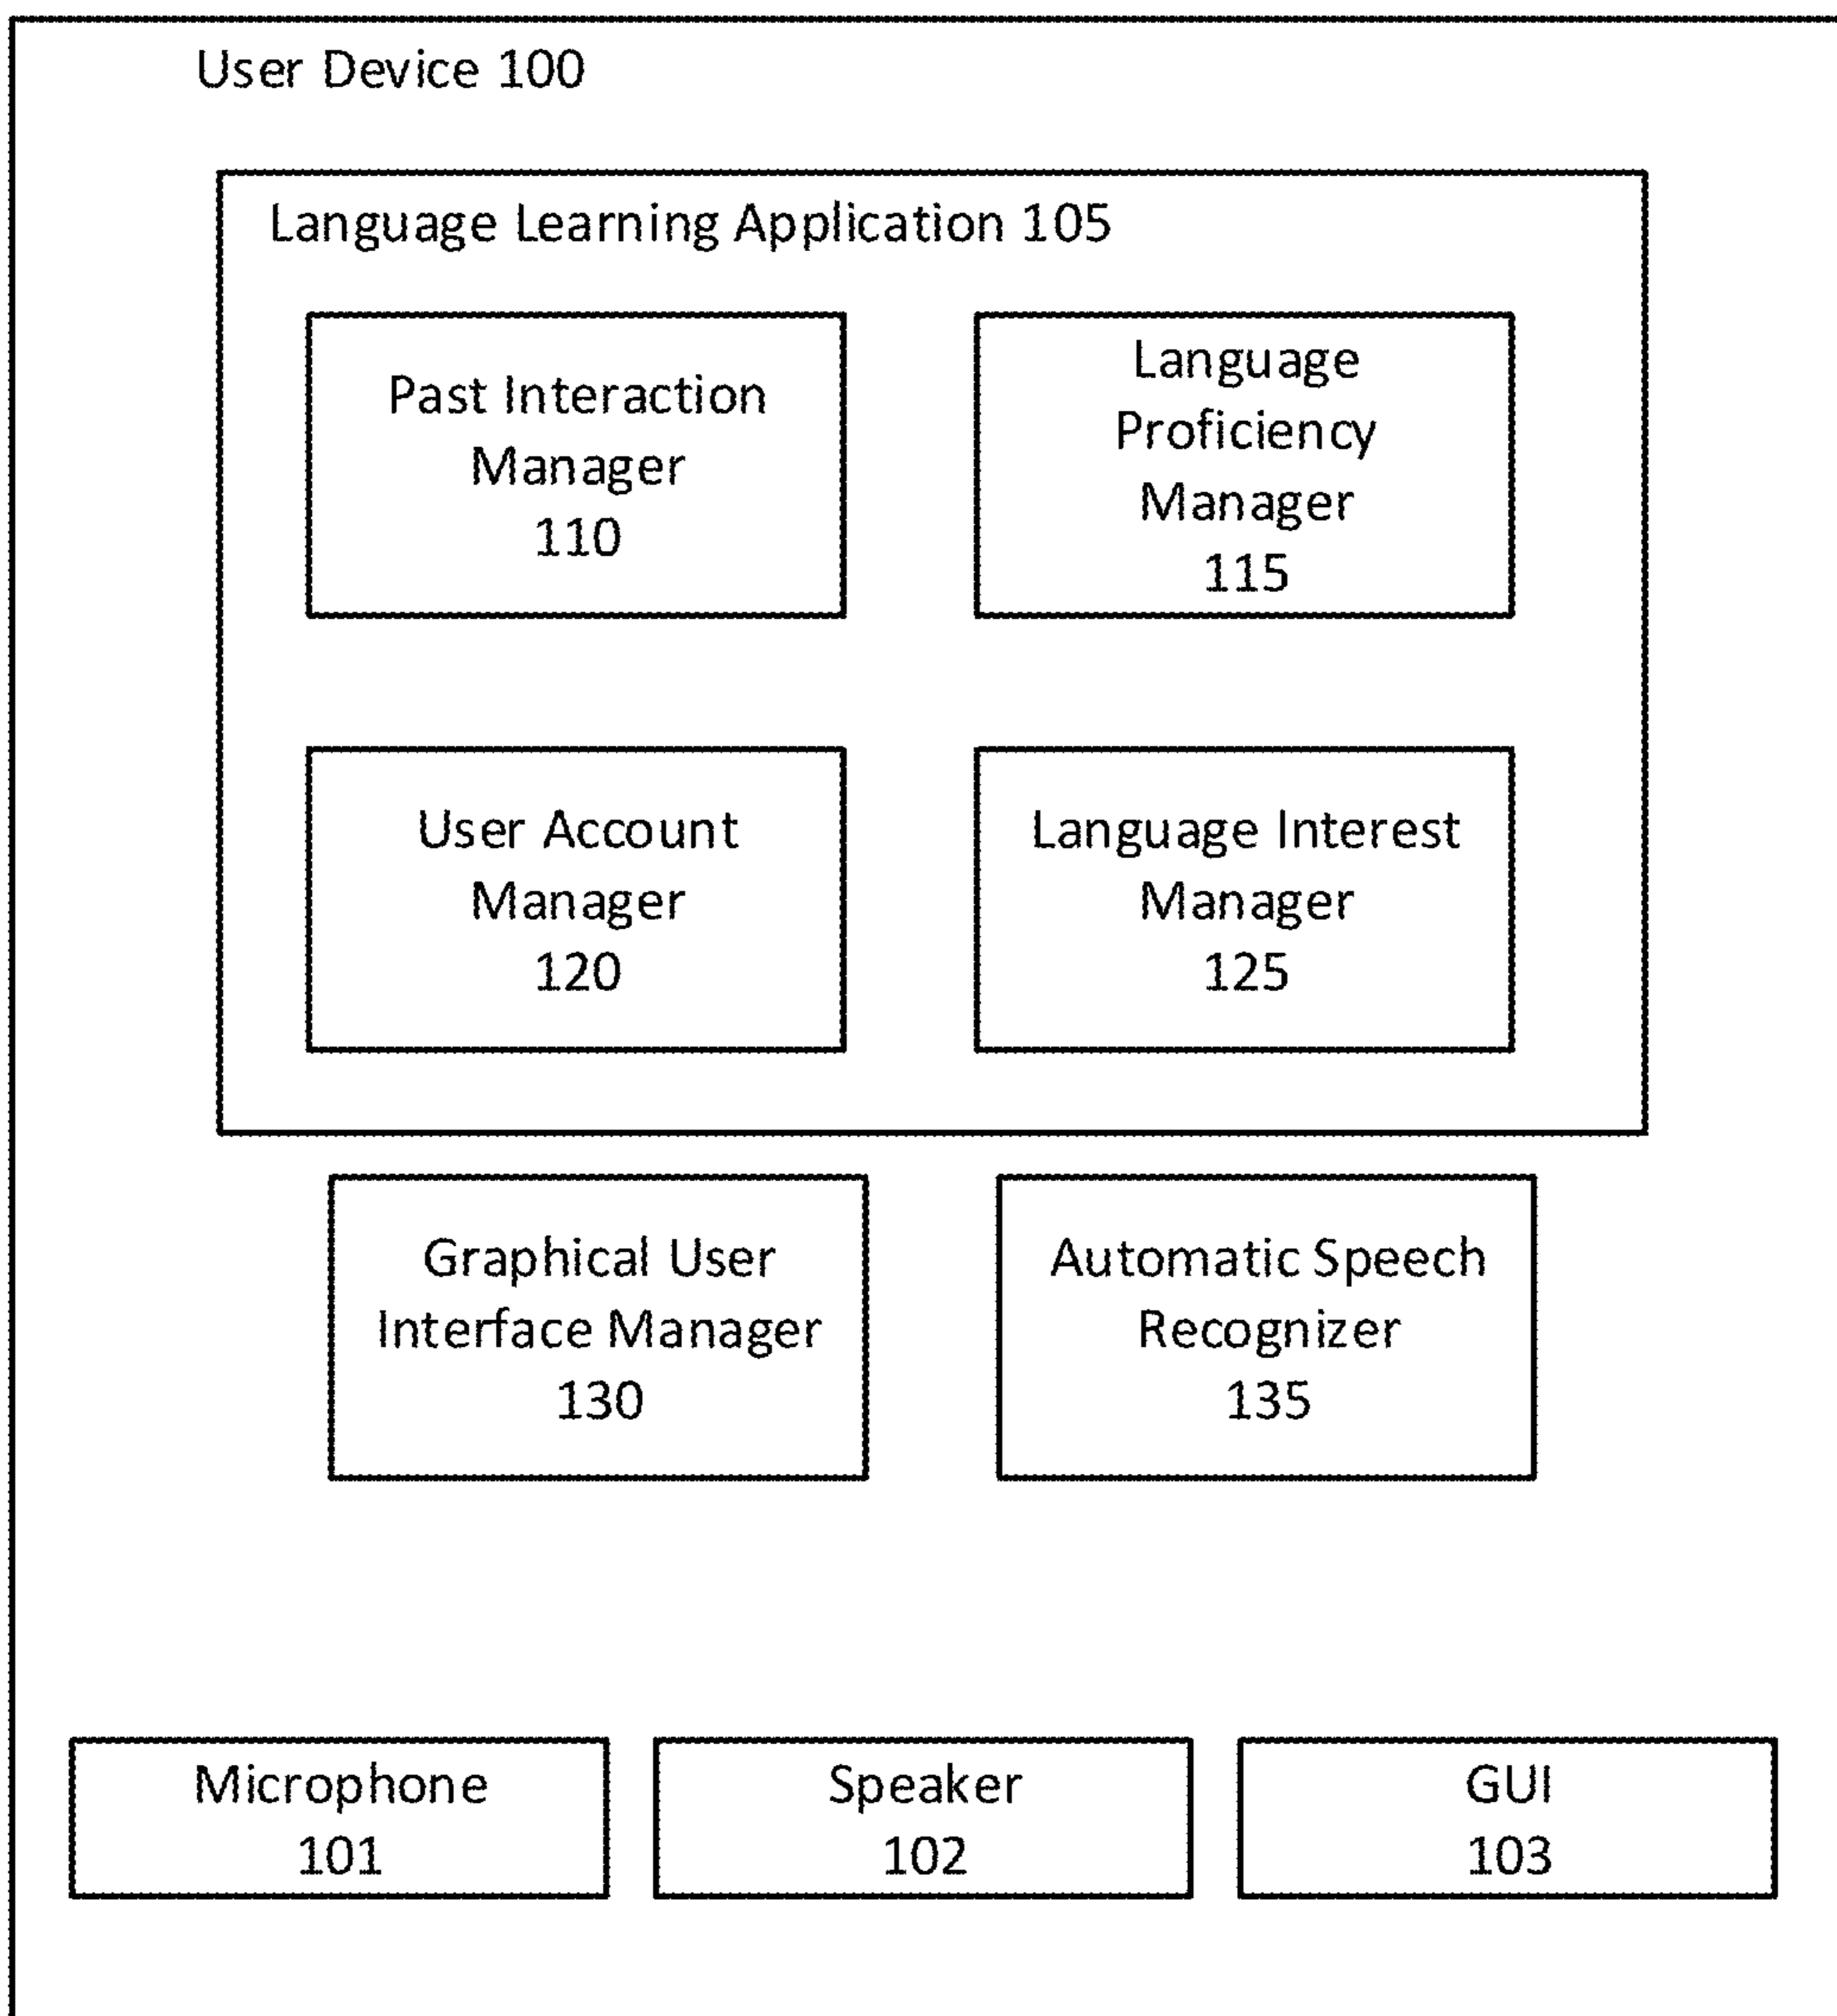 User Device 100
Language Learning Application 105
Past Interaction
Manager
110
Language
Proficiency
Manager
115
User Account
Manager
120
Language Interest
Manager
125
Graphical User
Interface Manager
130
Automatic Speech
Recognizer
135
Microphone
101
Speaker
102
GUI
103